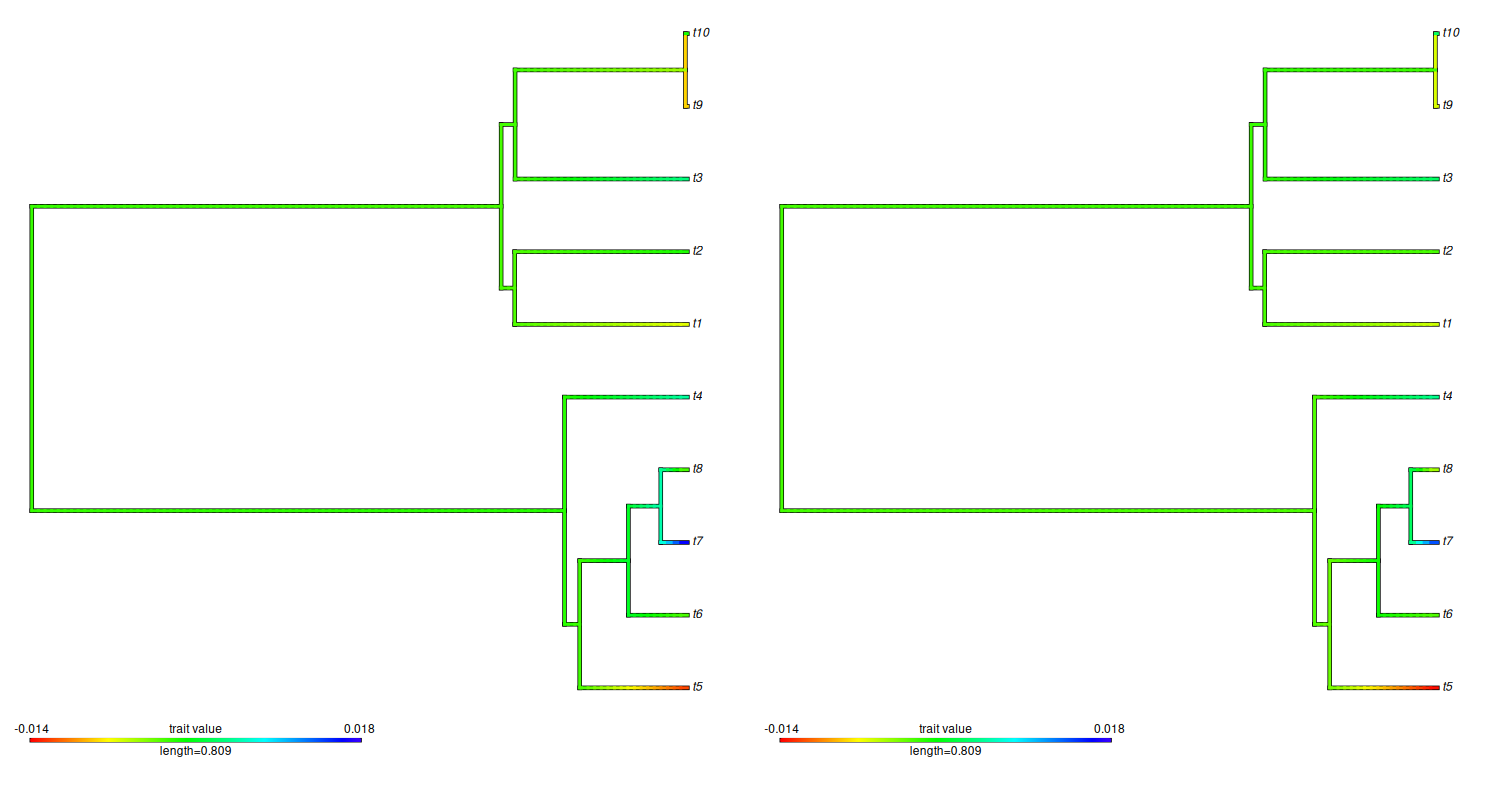 t10
t9
t3
t2
t1
t4
t8
t7
t6
t5
-0.014 trait value 0.018
length=0.809
t10
t9
t3
t2
t1
t4
t8
t7
t6
t5
-0.014 trait value 0.018
length=0.809